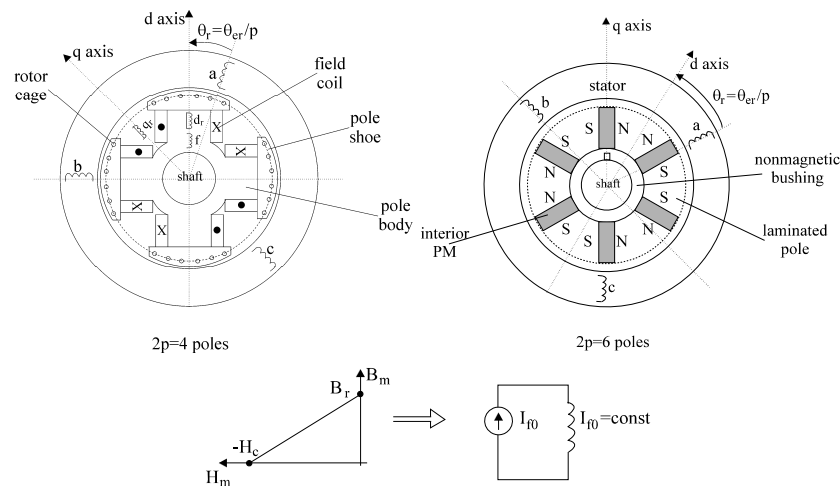 d axis
θr=θer/p
q axis
a
field
coil
rotor
cage
qr
dr
X
f
pole
shoe
X
b
shaft
X
pole
body
X
c
2p=4 poles
q axis
d axis
stator
θr=θer/p
b
a
S
N
S
N
N
S
nonmagnetic
bushing
shaft
N
S
S
N
S
N
interior
PM
laminated
pole
c
2p=6 poles
Bm
Br
-Hc
Hm
If0
If0=const